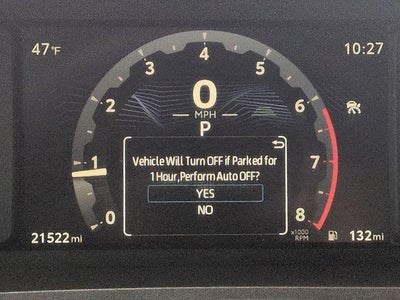 47°F
10:27
4
3
5
2
6
1
7
0
8
0
MPH
P
Vehicle Will Turn OFF if Parked for
1 Hour,Perform Auto OFF?
YES
NO
x1000
RPM
21522mi
132mi